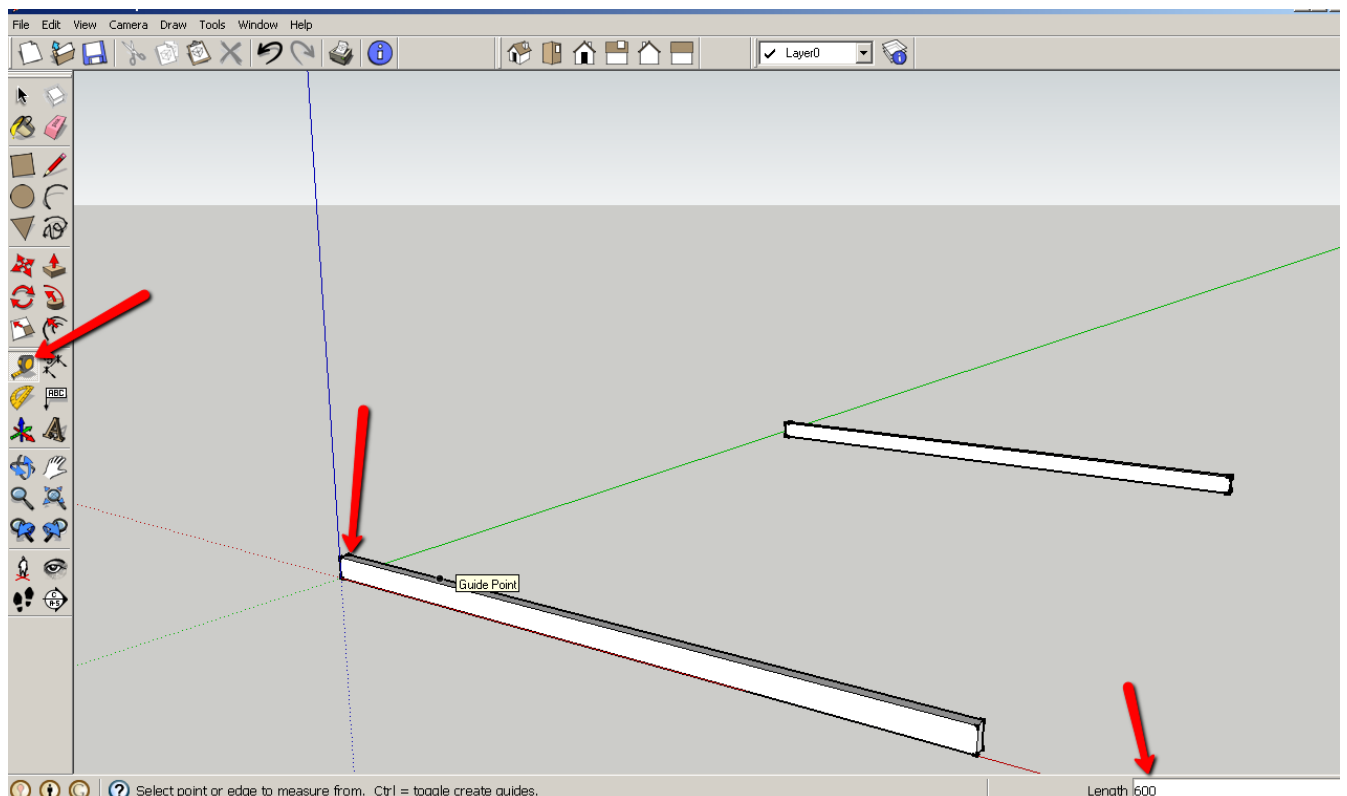 File Edit View Camera Draw Tools Window Help
Layer0
ABC
A
C
A-S
Guide Point
Select point or edge to measure from. Ctrl = toggle create guides.
Length 600